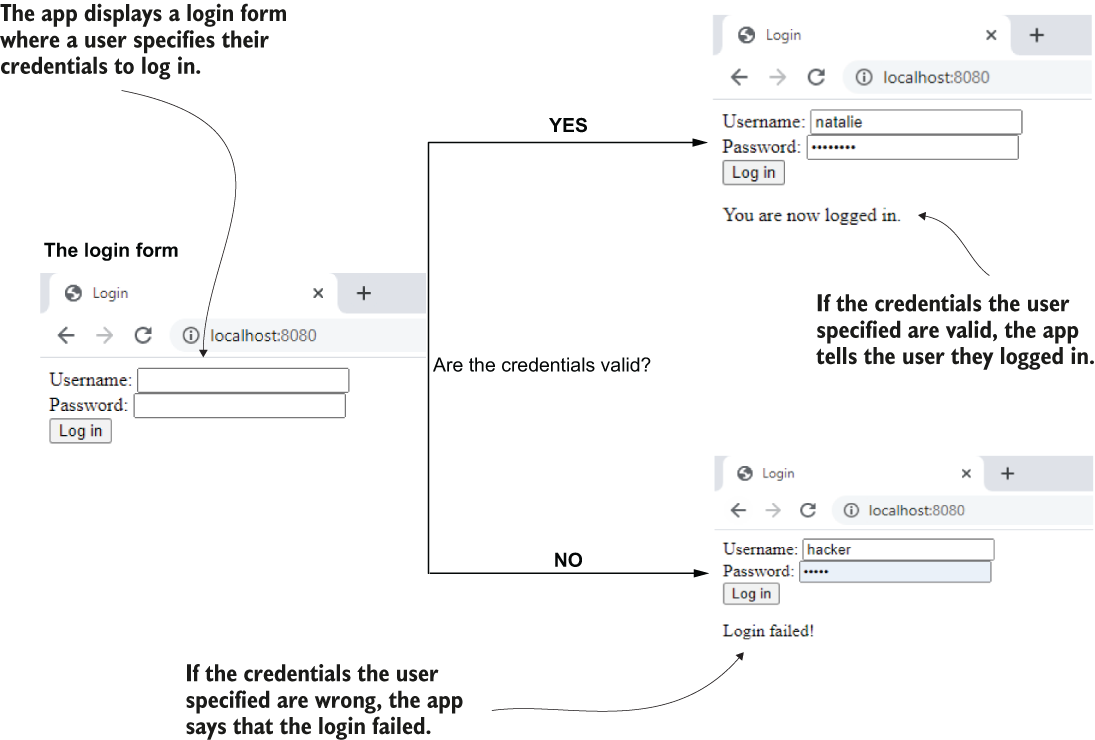 The app displays a login form
where a user specifies their
credentials to log in.
The login form
Login
localhost:8080
Username:
Password:
Log in
Are the credentials valid?
YES
Login
localhost:8080
Username: natalie
Password: ••••••••
Log in
You are now logged in.
If the credentials the user
specified are valid, the app
tells the user they logged in.
NO
Login
localhost:8080
Username: hacker
Password: •••••
Log in
Login failed!
If the credentials the user
specified are wrong, the app
says that the login failed.